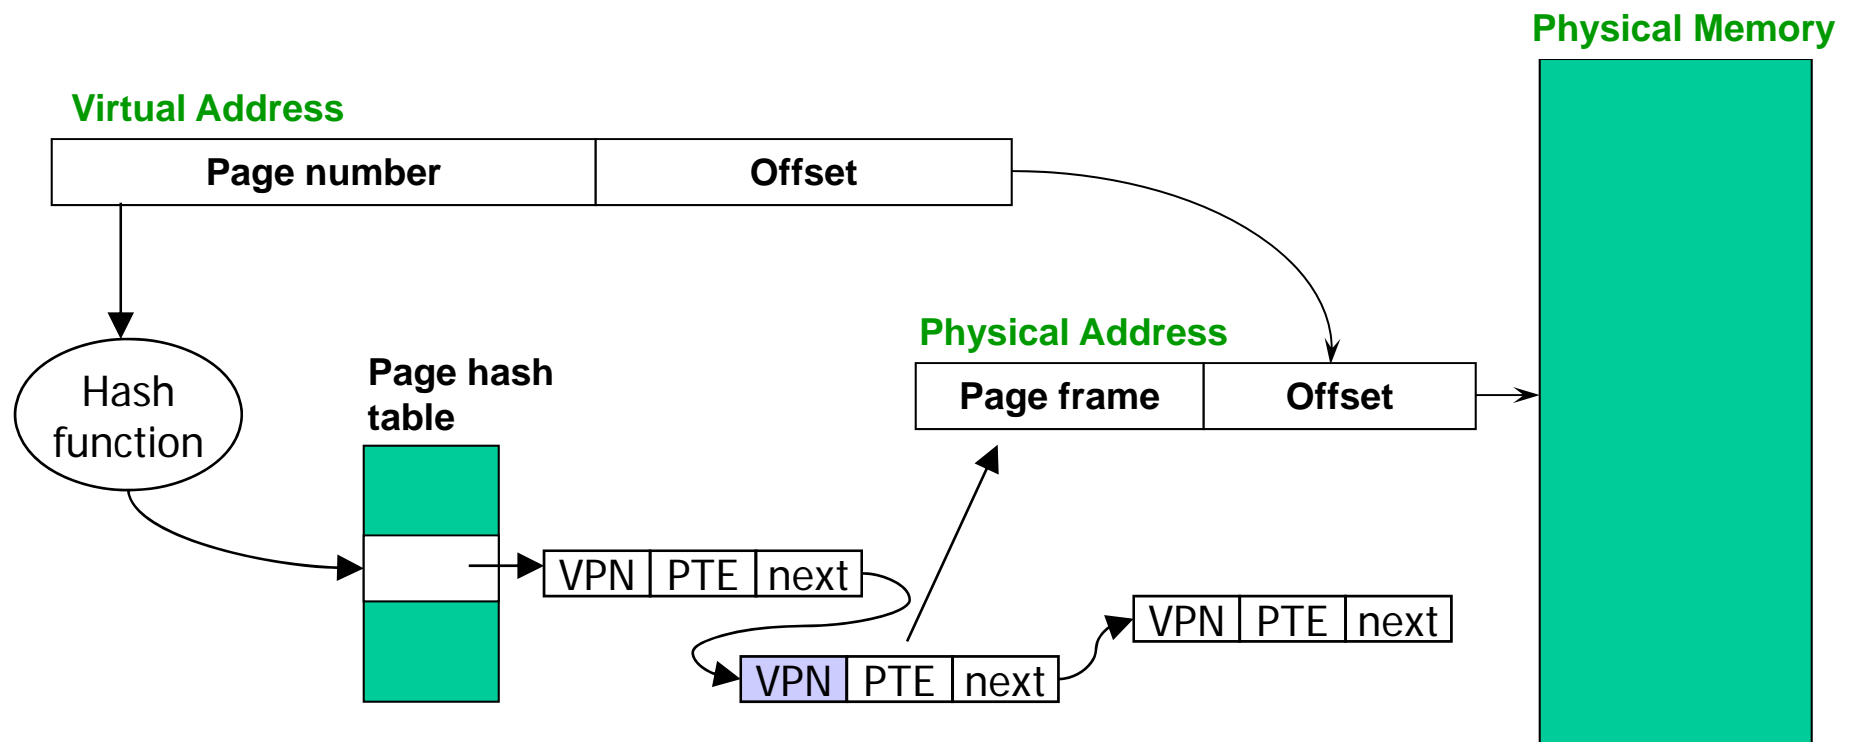 Physical Memory
Virtual Address
Page number Offset
Physical Address
Page hash
table
Hash
function
Page frame Offset
VPN PTE next
VPN PTE next
VPN PTE next